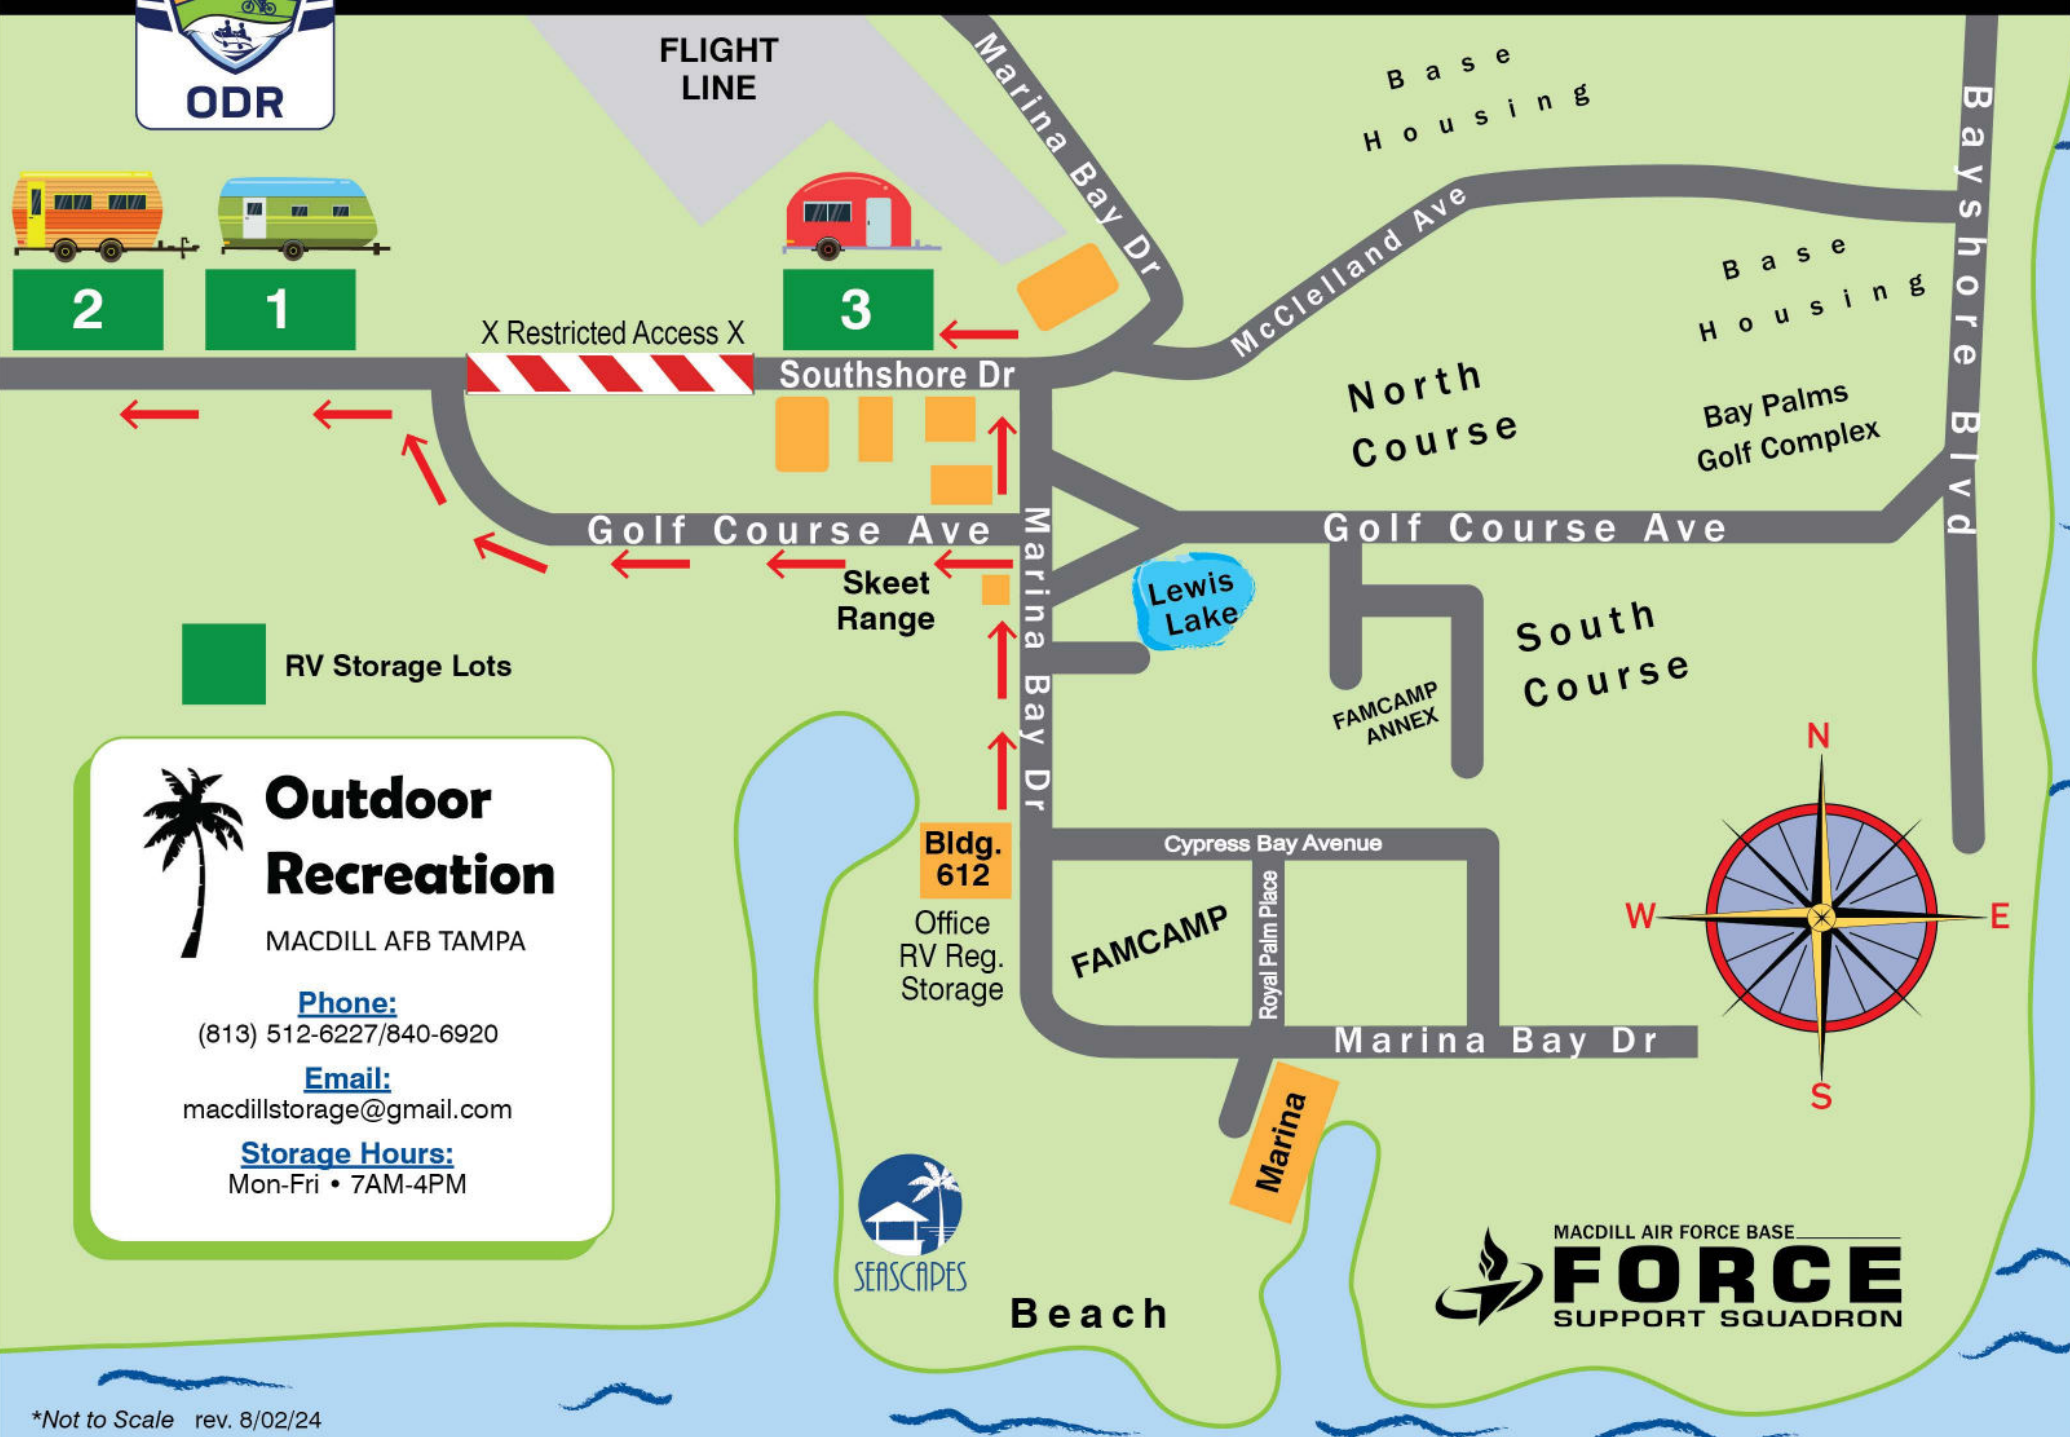 ODR
FLIGHT
LINE
Marina Bay Dr
Base
Housing
Bayshore Blvd
McClelland Ave
Base
Housing
2
1
3
X Restricted Access X
Southshore Dr
North
Course
Bay Palms
Golf Complex
Golf Course Ave
Marina Bay Dr
Golf Course Ave
Skeet
Range
Lewis
Lake
South
Course
RV Storage Lots
FAMCAMP
ANNEX
N
W
E
S
Outdoor
Recreation
MACDILL AFB TAMPA
Phone:
(813) 512-6227/840-6920
Email:
macdillstorage@gmail.com
Storage Hours:
Mon-Fri • 7AM-4PM
Bldg.
612
Office
RV Reg.
Storage
Cypress Bay Avenue
FAMCAMP
Royal Palm Place
Marina Bay Dr
Marina
SEASCAPES
Beach
MACDILL AIR FORCE BASE
FORCE
SUPPORT SQUADRON
*Not to Scale rev. 8/02/24